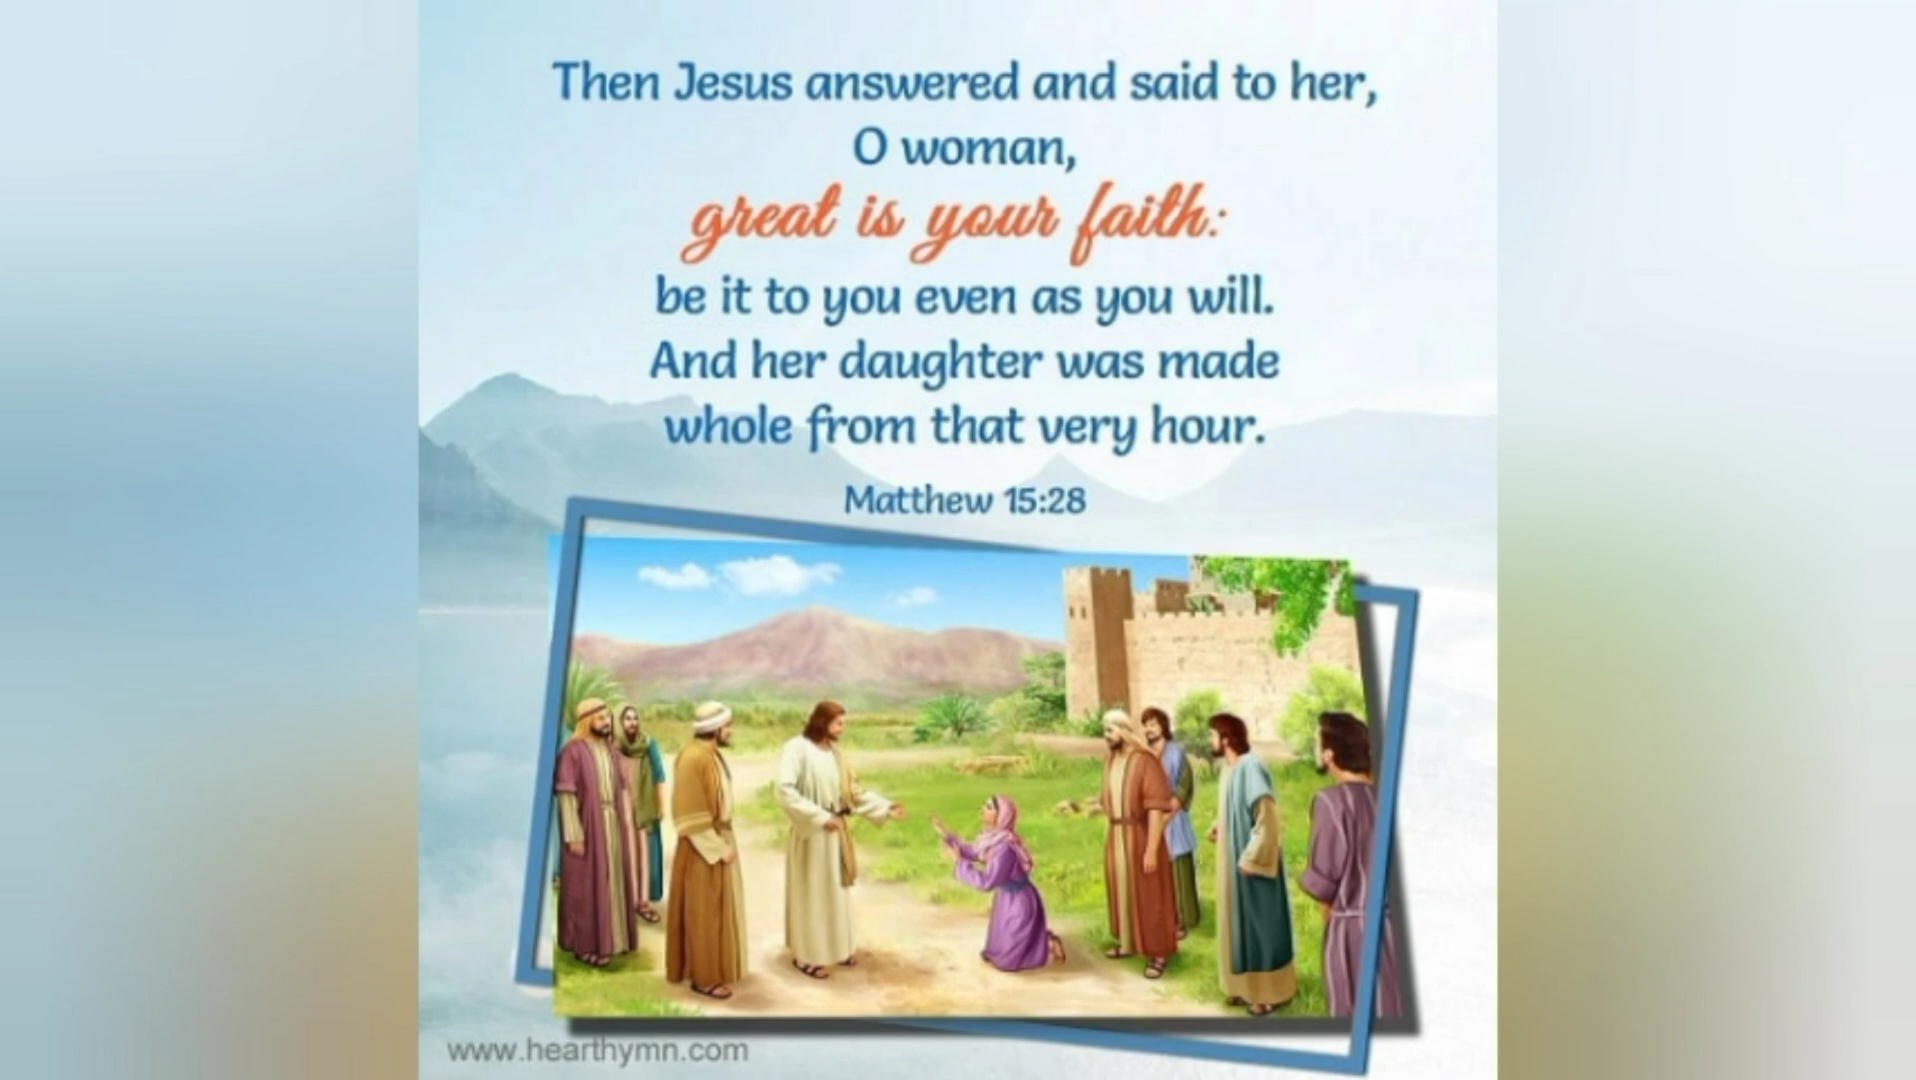 Then Jesus answered and said to her,
O woman,
great is your faith:
be it to you even as you will.
And her daughter was made
whole from that very hour.
Matthew 15:28
www.hearthymn.com